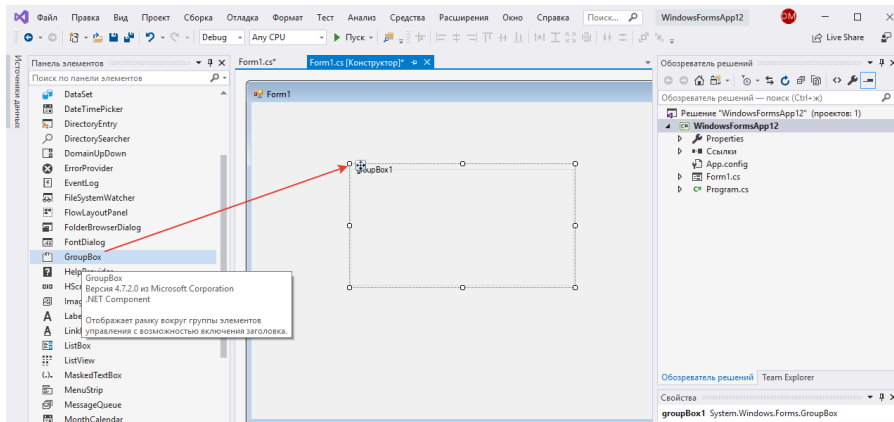 Файл Правка Вид Проект Сборка Отладка Формат Тест Анализ Средства Расширения Окно Справка Поиск... WindowsFormsApp12 DM
Debug Any CPU Пуск Live Share
Источники данных
Панель элементов
Поиск по панели элементов
DataSet
DateTimePicker
DirectoryEntry
DirectorySearcher
DomainUpDown
ErrorProvider
EventLog
FileSystemWatcher
FlowLayoutPanel
FolderBrowserDialog
FontDialog
GroupBox
GroupBox
Версия 4.7.2.0 из Microsoft Corporation
.NET Component
Отображает рамку вокруг группы элементов
управления с возможностью включения заголовка.
ListBox
ListView
MaskedTextBox
MenuStrip
MessageQueue
MonthCalendar
Form1.cs* Form1.cs [Конструктор]*
Form1
groupBox1
Обозреватель решений
Обозреватель решений — поиск (Ctrl+ж)
Решение "WindowsFormsApp12" (проектов: 1)
WindowsFormsApp12
Properties
Ссылки
App.config
Form1.cs
Program.cs
Обозреватель решений Team Explorer
Свойства
groupBox1 System.Windows.Forms.GroupBox